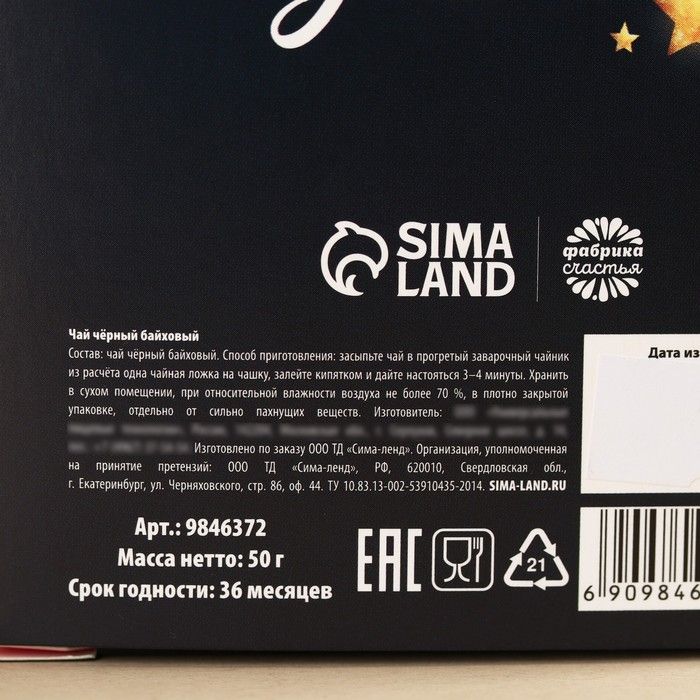 SIMA
LAND
фабрика
счастья
Чай чёрный байховый
Состав: чай чёрный байховый. Способ приготовления: засыпьте чай в прогретый заварочный чайник
из расчёта одна чайная ложка на чашку, залейте кипятком и дайте настояться 3–4 минуты. Хранить
в сухом помещении, при относительной влажности воздуха не более 70 %, в плотно закрытой
упаковке, отдельно от сильно пахнущих веществ. Изготовитель:
Изготовлено по заказу ООО ТД «Сима-ленд». Организация, уполномоченная
на принятие претензий: ООО ТД «Сима-ленд», РФ, 620010, Свердловская обл.,
г. Екатеринбург, ул. Черняховского, стр. 86, оф. 44. ТУ 10.83.13-002-53910435-2014. SIMA-LAND.RU
Дата из
Арт.: 9846372
Масса нетто: 50 г
Срок годности: 36 месяцев
EAC
21
6 909846